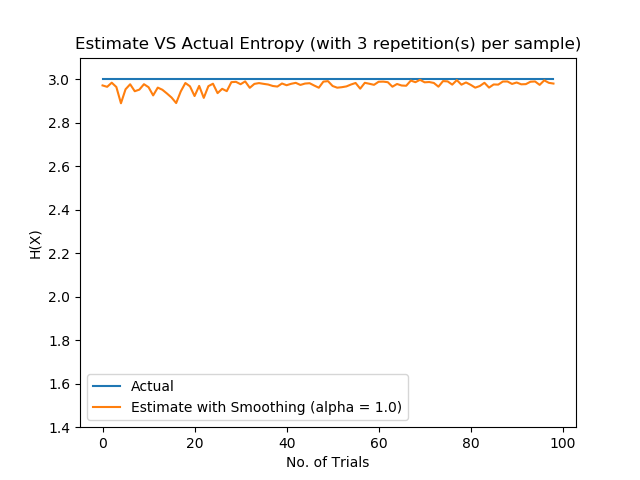 Estimate VS Actual Entropy (with 3 repetition(s) per sample)
3.0
2.8
2.6
2.4
2.2
2.0
1.8
1.6
1.4
H(X)
Actual
Estimate with Smoothing (alpha = 1.0)
0 20 40 60 80 100
No. of Trials